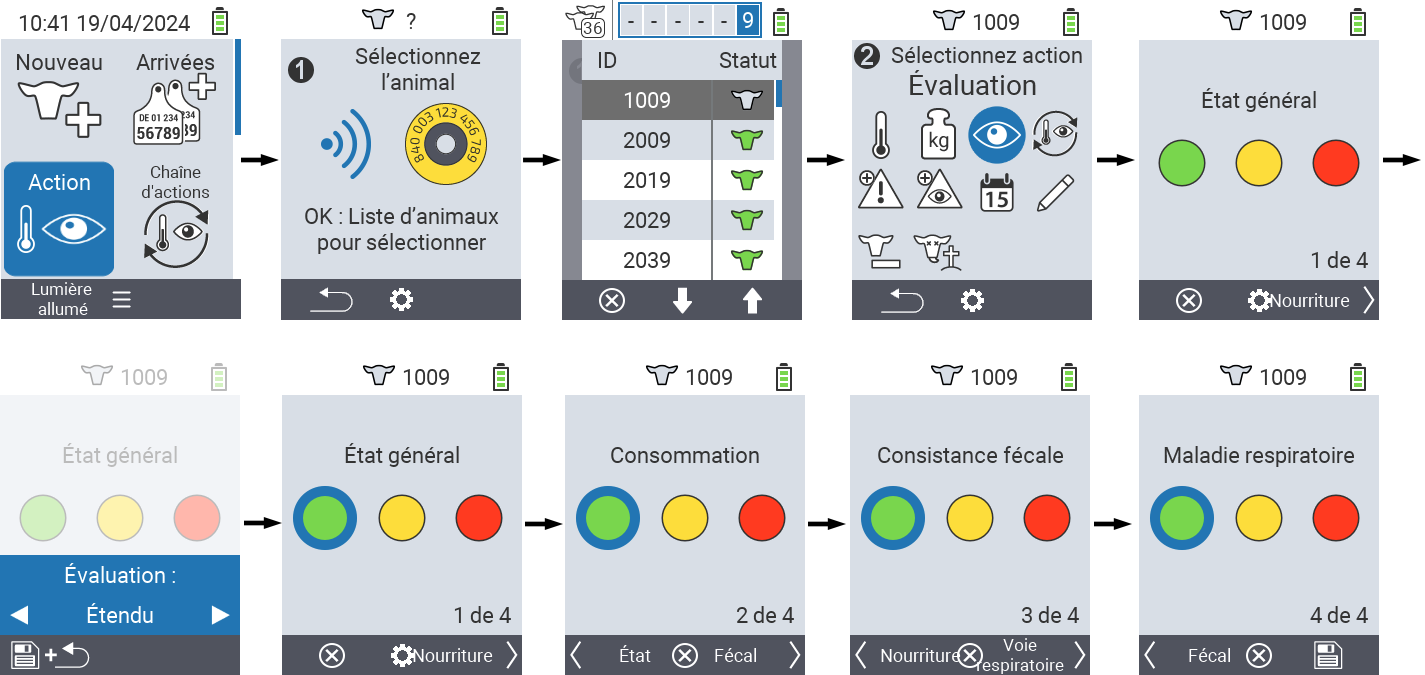 10:41 19/04/2024
Nouveau
Arrivées
DE 01 234
56789
234
39
Action
Chaîne
d'actions
Lumière
allumé
?
1
Sélectionnez
l’animal
840 003 123 456 789
OK : Liste d’animaux
pour sélectionner
36
- - - - - 9
ID Statut
1009
2009
2019
2029
2039
1009
2 Sélectionnez action
Évaluation
kg
15
1009
État général
1 de 4
Nourriture
1009
État général
Évaluation :
Étendu
+
1009
État général
1 de 4
Nourriture
1009
Consommation
2 de 4
État Fécal
1009
Consistance fécale
3 de 4
Nourriture
Voie
respiratoire
1009
Maladie respiratoire
4 de 4
Fécal